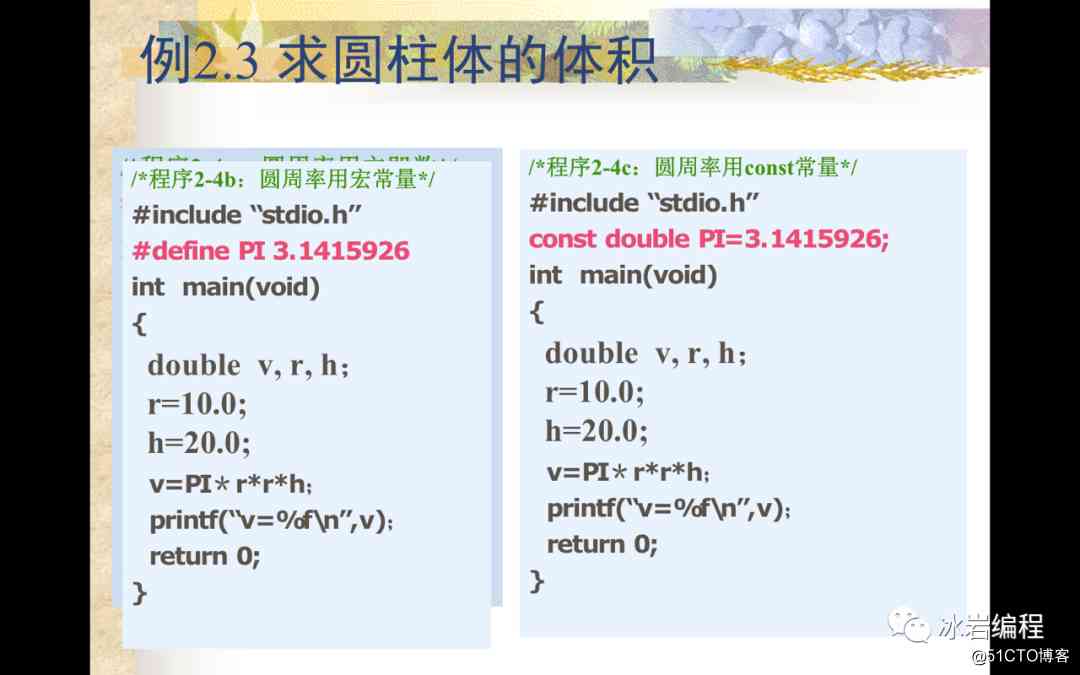 例2.3 求圆柱体的体积
/*程序2-4b：圆周率用宏常量*/
#include “stdio.h”
#define PI 3.1415926
int  main(void)
{
double  v, r, h；
r=10.0;
h=20.0;
v=PI＊r*r*h；
printf(“v=%f\n”,v)；
return 0;
}
/*程序2-4c：圆周率用const常量*/
#include “stdio.h”
const double PI=3.1415926;
int  main(void)
{
double  v, r, h；
r=10.0;
h=20.0;
v=PI＊r*r*h；
printf(“v=%f\n”,v)；
return 0;
}
冰岩编程
@51CTO博客